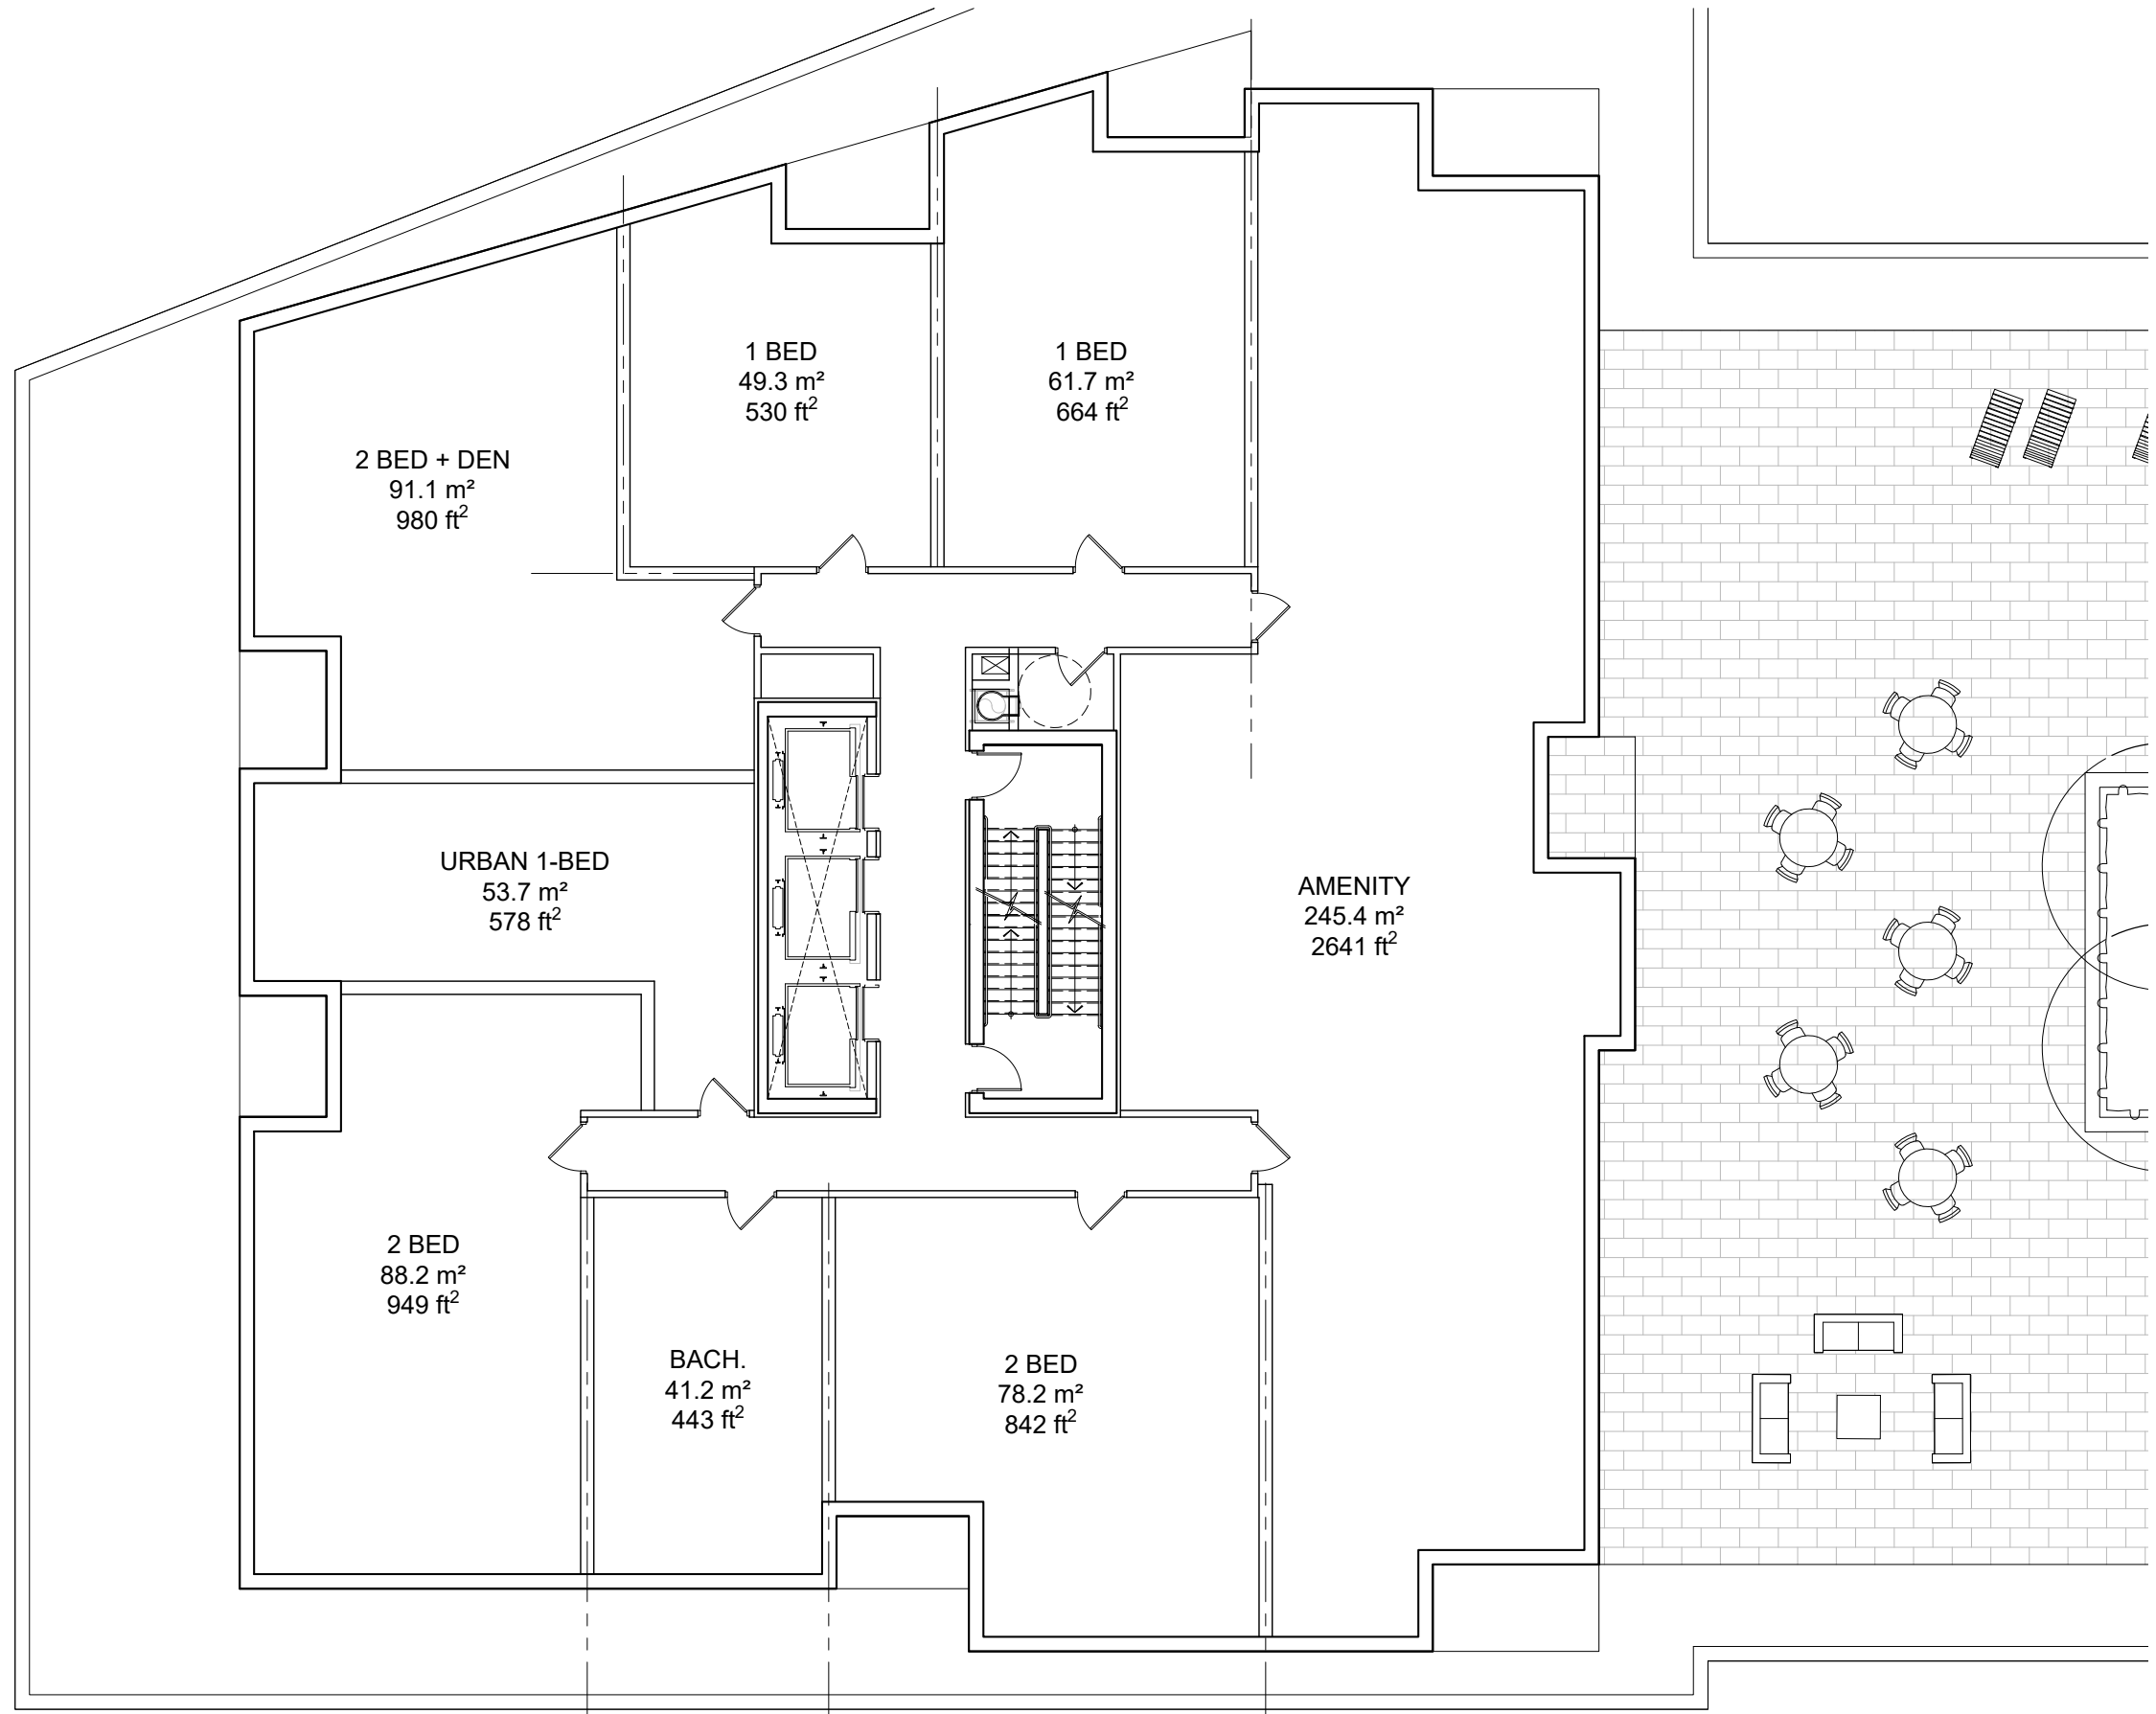 1 BED
49.3 m²
530 ft²
1 BED
61.7 m²
664 ft²
2 BED + DEN
91.1 m²
980 ft²
URBAN 1-BED
53.7 m²
578 ft²
AMENITY
245.4 m²
2641 ft²
2 BED
88.2 m²
949 ft²
BACH.
41.2 m²
443 ft²
2 BED
78.2 m²
842 ft²